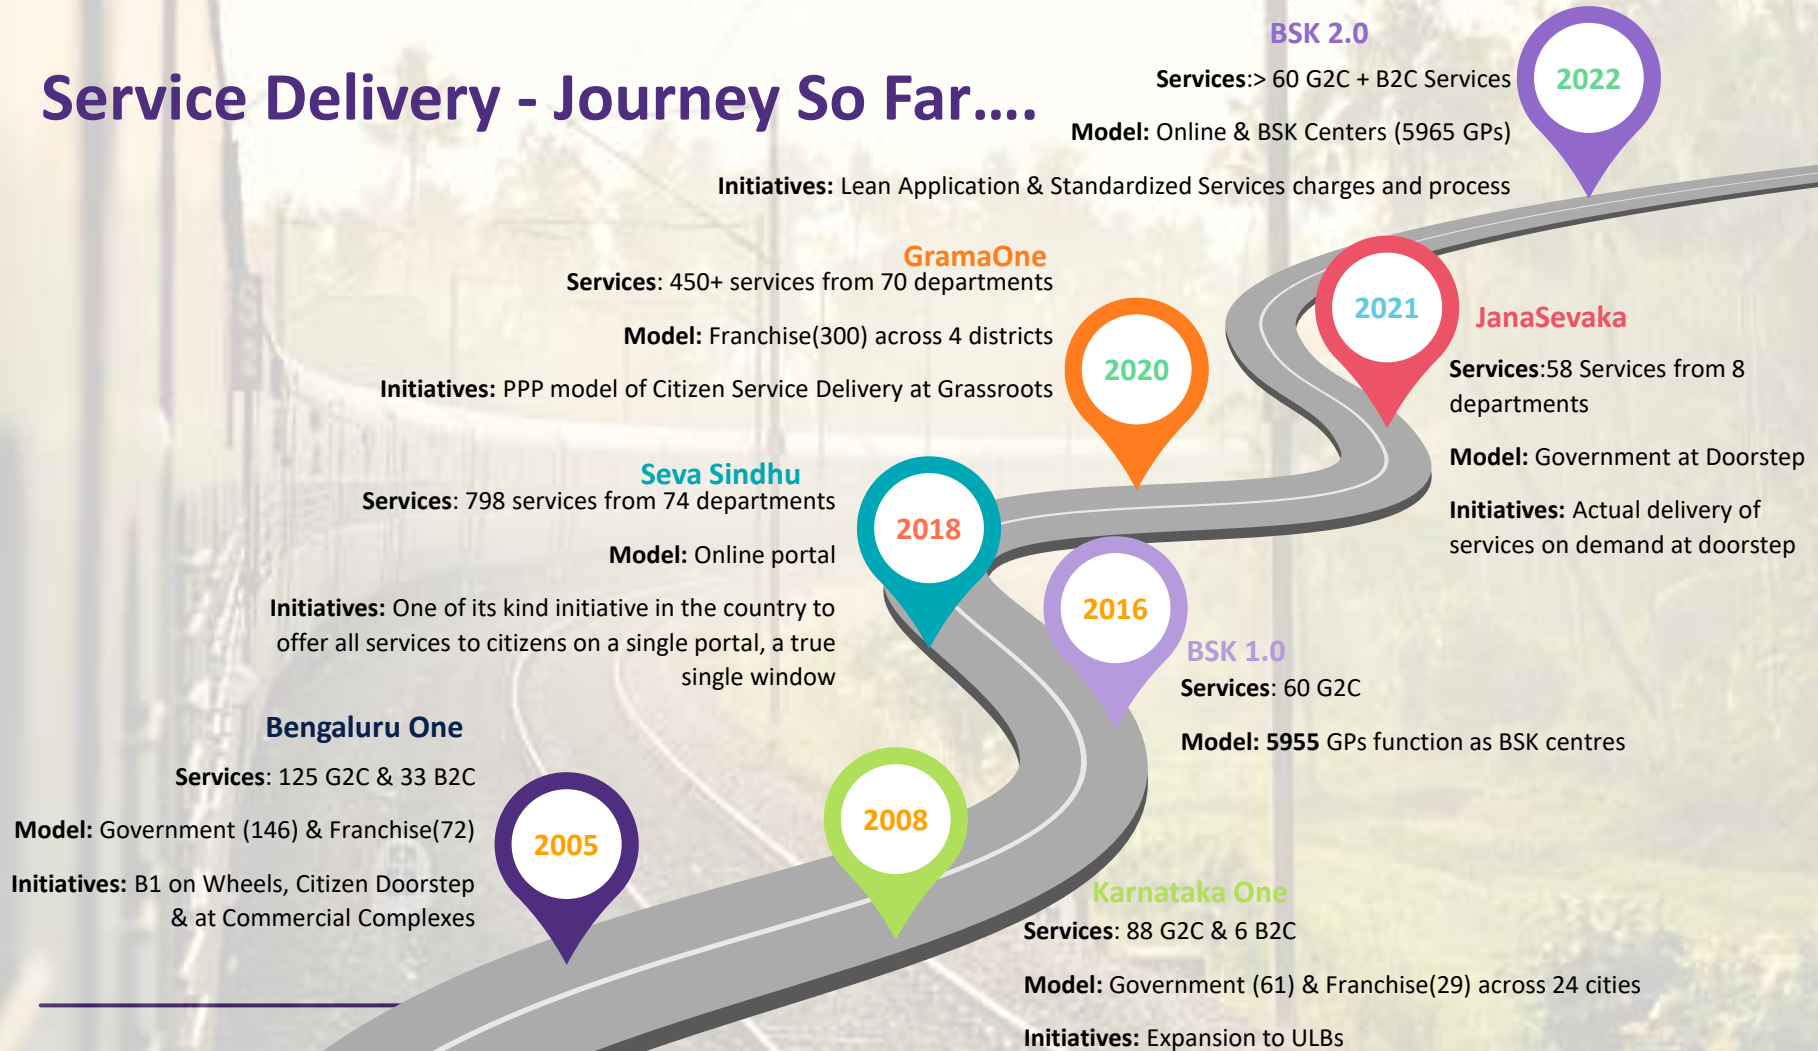 Service Delivery - Journey So Far....
BSK 2.0
Services:> 60 G2C + B2C Services
Model: Online & BSK Centers (5965 GPs)
Initiatives: Lean Application & Standardized Services charges and process
2022
GramaOne
Services: 450+ services from 70 departments
Model: Franchise(300) across 4 districts
Initiatives: PPP model of Citizen Service Delivery at Grassroots
2020
2021
JanaSevaka
Services:58 Services from 8
departments
Model: Government at Doorstep
Initiatives: Actual delivery of
services on demand at doorstep
Seva Sindhu
Services: 798 services from 74 departments
Model: Online portal
Initiatives: One of its kind initiative in the country to
offer all services to citizens on a single portal, a true
single window
2018
2016
BSK 1.0
Services: 60 G2C
Model: 5955 GPs function as BSK centres
Bengaluru One
Services: 125 G2C & 33 B2C
Model: Government (146) & Franchise(72)
Initiatives: B1 on Wheels, Citizen Doorstep
& at Commercial Complexes
2005
2008
Karnataka One
Services: 88 G2C & 6 B2C
Model: Government (61) & Franchise(29) across 24 cities
Initiatives: Expansion to ULBs